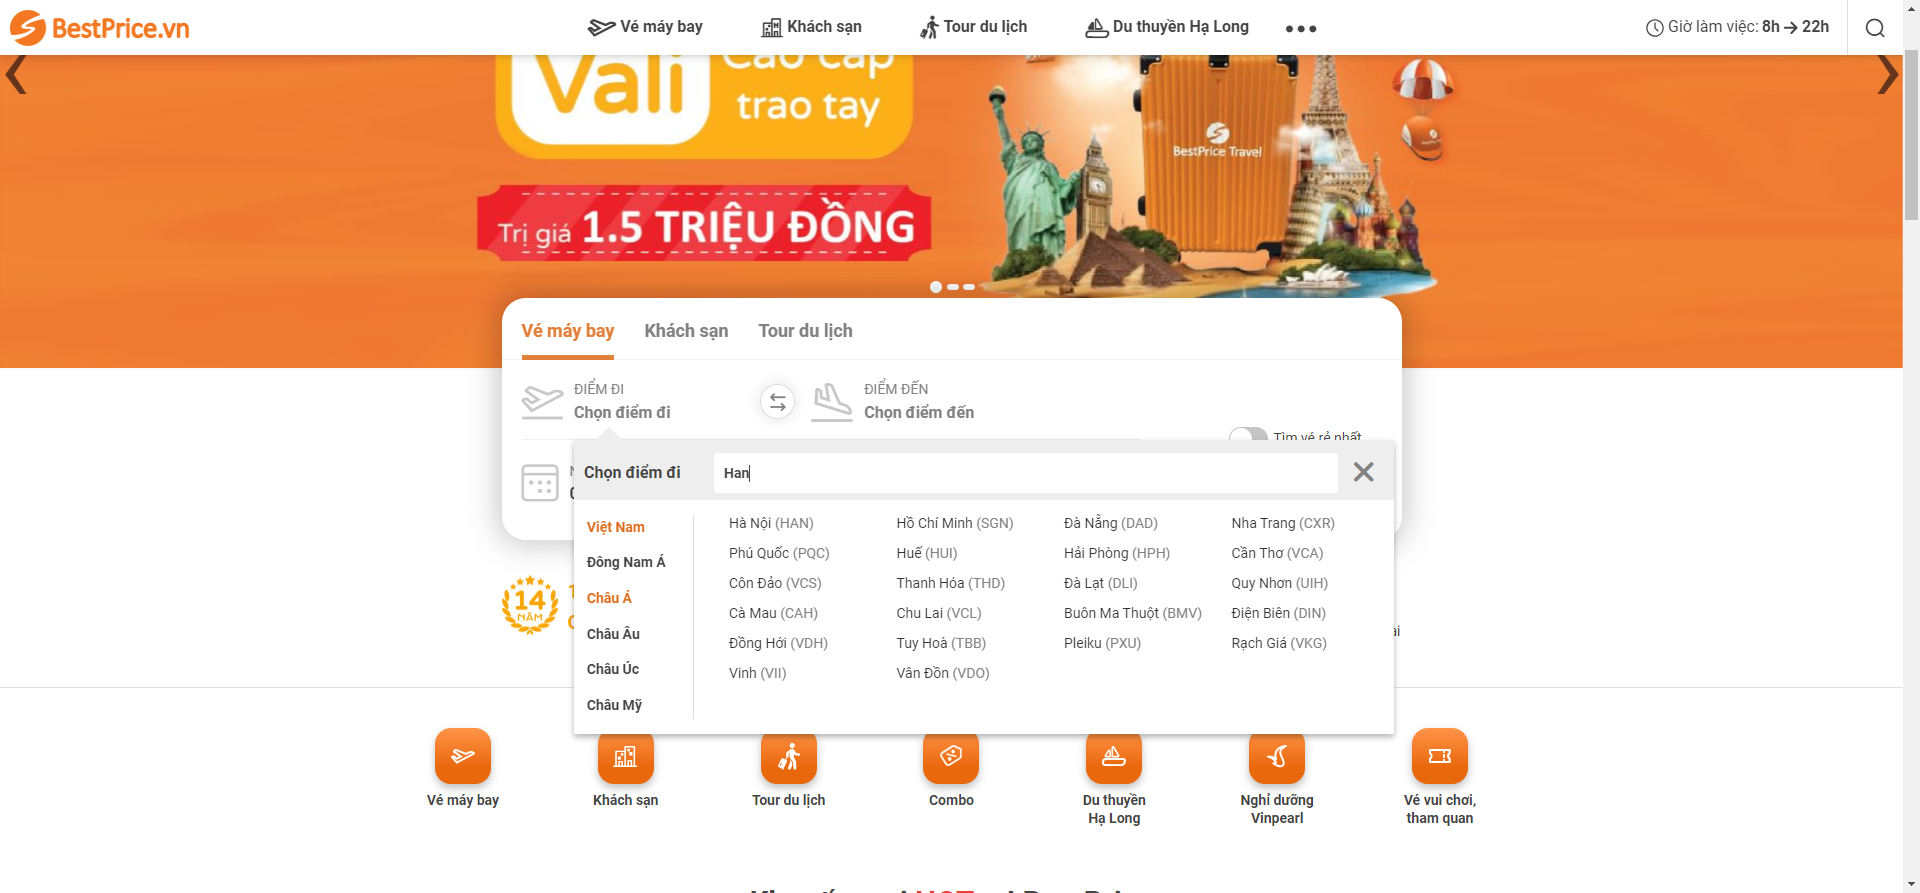 BestPrice.vn
Vé máy bay
Khách sạn
Tour du lịch
Du thuyền Hạ Long
Giờ làm việc: 8h → 22h
Vali
Cao cấp
trao tay
Trị giá 1.5 TRIỆU ĐỒNG
BestPrice Travel
Vé máy bay
Khách sạn
Tour du lịch
ĐIỂM ĐI
Chọn điểm đi
ĐIỂM ĐẾN
Chọn điểm đến
Tìm vé rẻ nhất
Chọn điểm đi
Han
Việt Nam
Đông Nam Á
Châu Á
Châu Âu
Châu Úc
Châu Mỹ
Hà Nội (HAN)
Hồ Chí Minh (SGN)
Đà Nẵng (DAD)
Nha Trang (CXR)
Phú Quốc (PQC)
Huế (HUI)
Hải Phòng (HPH)
Cần Thơ (VCA)
Côn Đảo (VCS)
Thanh Hóa (THD)
Đà Lạt (DLI)
Quy Nhơn (UIH)
Cà Mau (CAH)
Chu Lai (VCL)
Buôn Ma Thuột (BMV)
Điện Biên (DIN)
Đồng Hới (VDH)
Tuy Hoà (TBB)
Pleiku (PXU)
Rạch Giá (VKG)
Vinh (VII)
Vân Đồn (VDO)
14
NĂM
Vé máy bay
Khách sạn
Tour du lịch
Combo
Du thuyền
Hạ Long
Nghỉ dưỡng
Vinpearl
Vé vui chơi,
tham quan